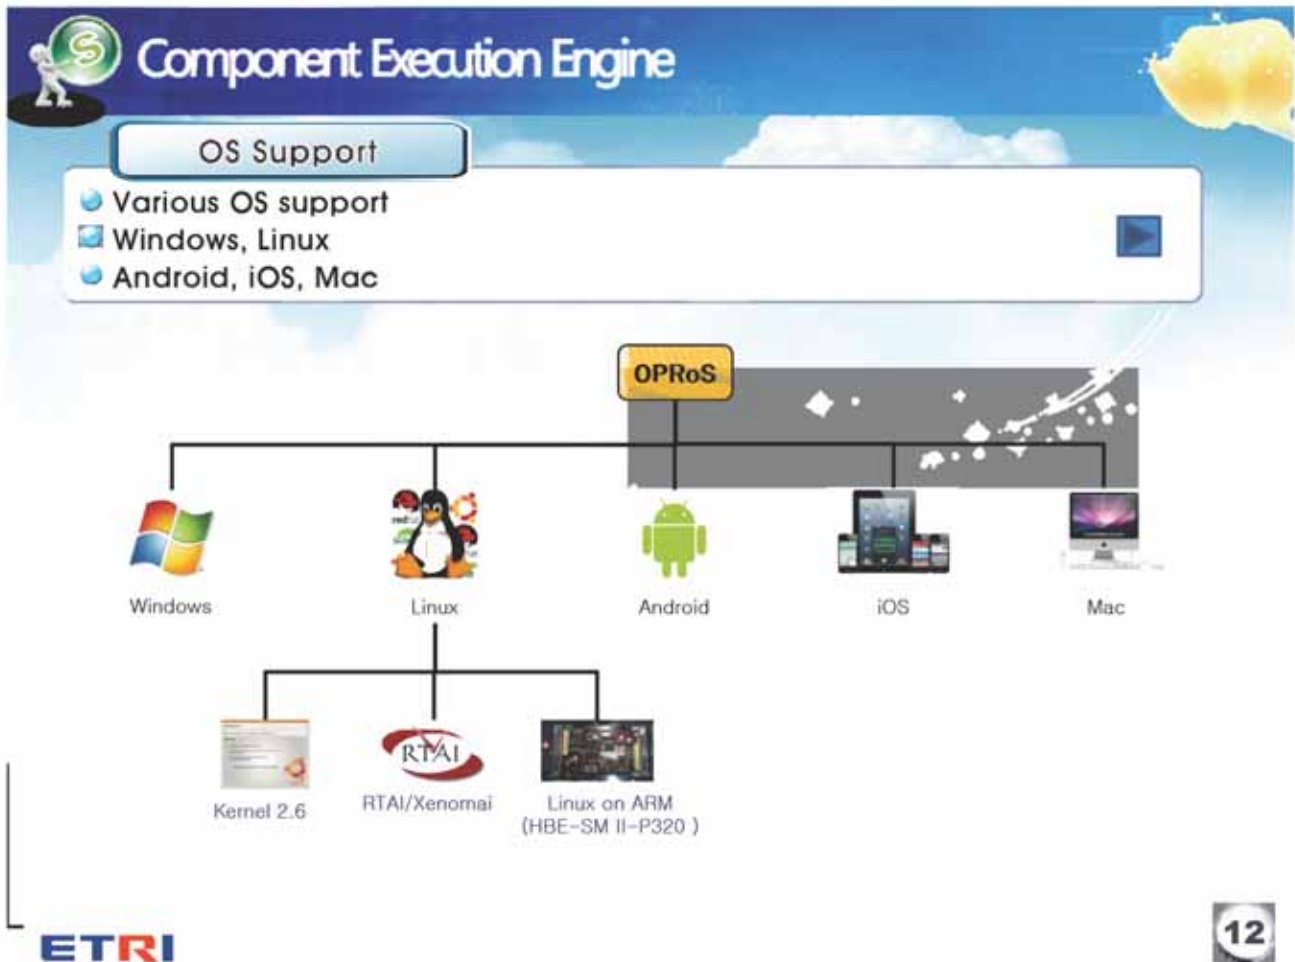 S
Component Execution Engine
OS Support
Various OS support
Windows, Linux
Android, iOS, Mac
OPRoS
Windows
Linux
Android
iOS
Mac
RTAI
Kernel 2.6
RTAI/Xenomai
Linux on ARM
(HBE-SM II-P320 )
ETRI
12